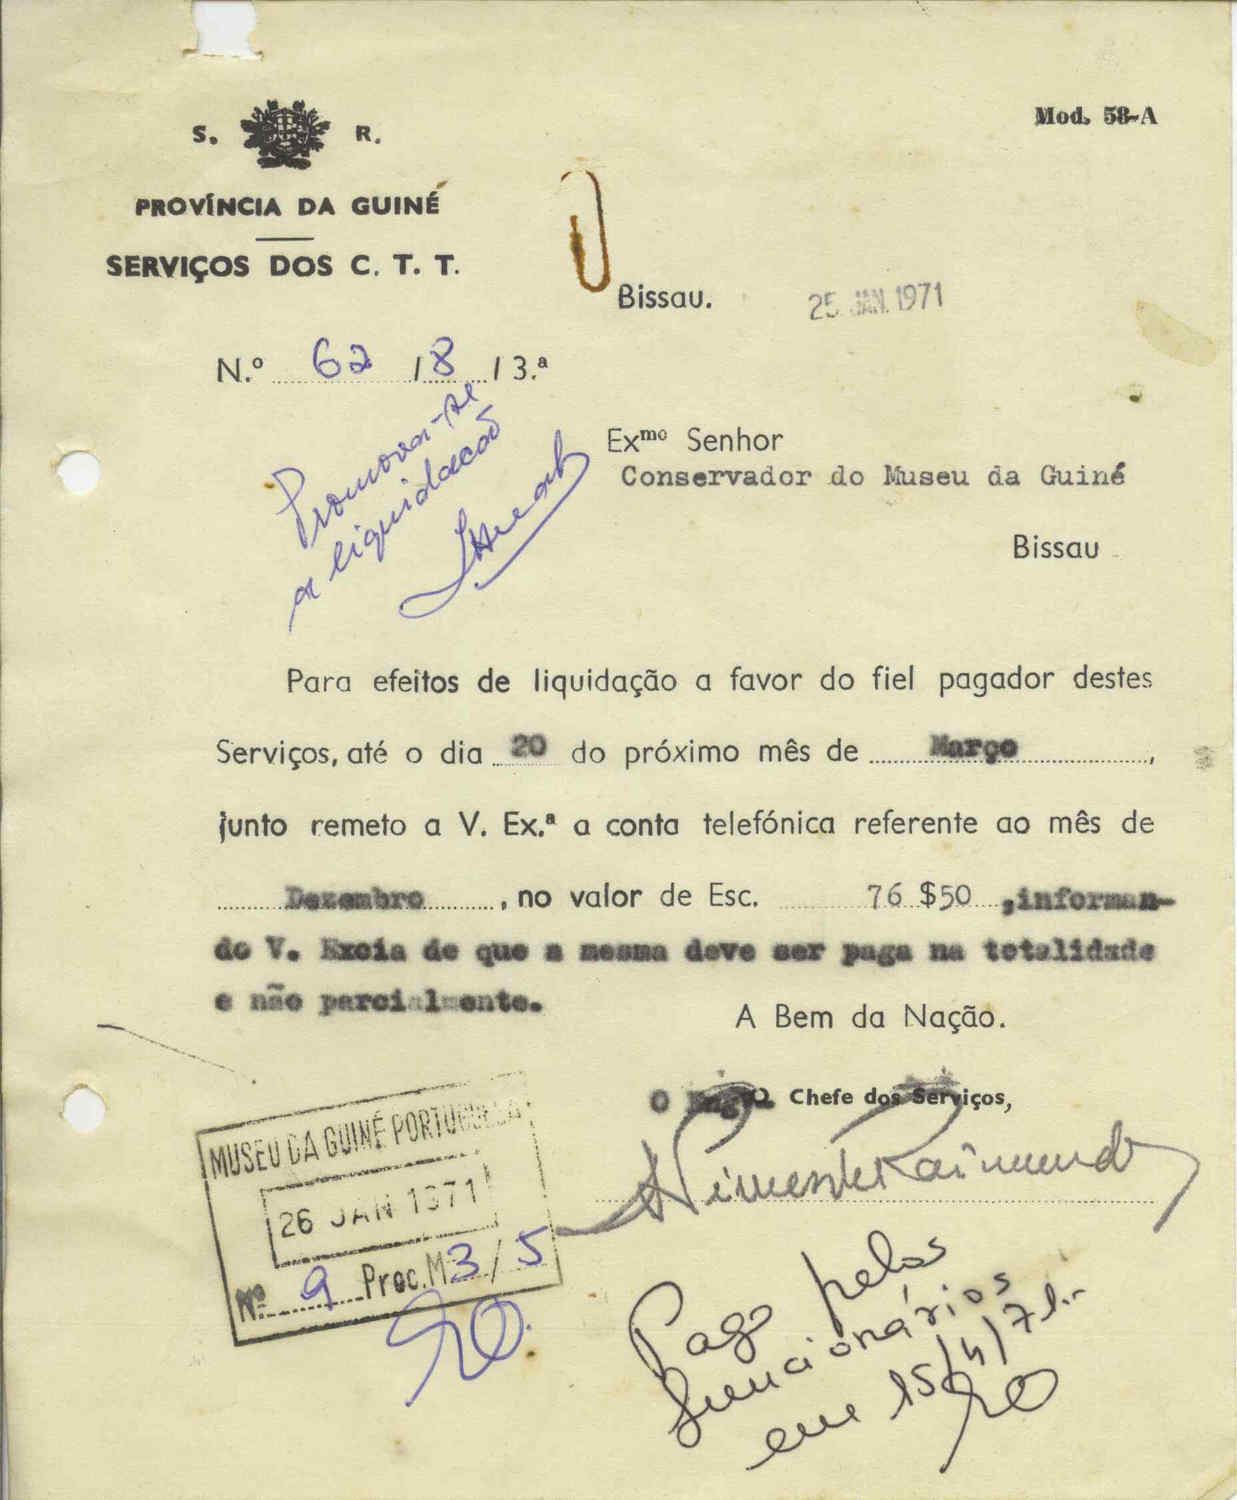 Mod. 58-A
S. R.
PROVÍNCIA DA GUINÉ
SERVIÇOS DOS C. T. T.
Bissau. 25 JAN. 1971
N.º 62 / 8 / 3.ª
Promova-se
a liquidação
Exmo Senhor
Conservador do Museu da Guiné
Bissau
Para efeitos de liquidação a favor do fiel pagador destes
Serviços, até o dia 20 do próximo mês de Março,
junto remeto a V. Ex.ª a conta telefónica referente ao mês de
Dezembro, no valor de Esc. 76 $50 ,informan-
do V. Excia de que a mesma deve ser paga na totalidade
e não parcialmente.
A Bem da Nação.
O Chefe dos Serviços,
Raimundo
MUSEU DA GUINÉ PORTUGUESA
26 JAN 1971
Nº 9 Proc. M 3/5
Pago pelos
funcionários
em 15/4/71.-